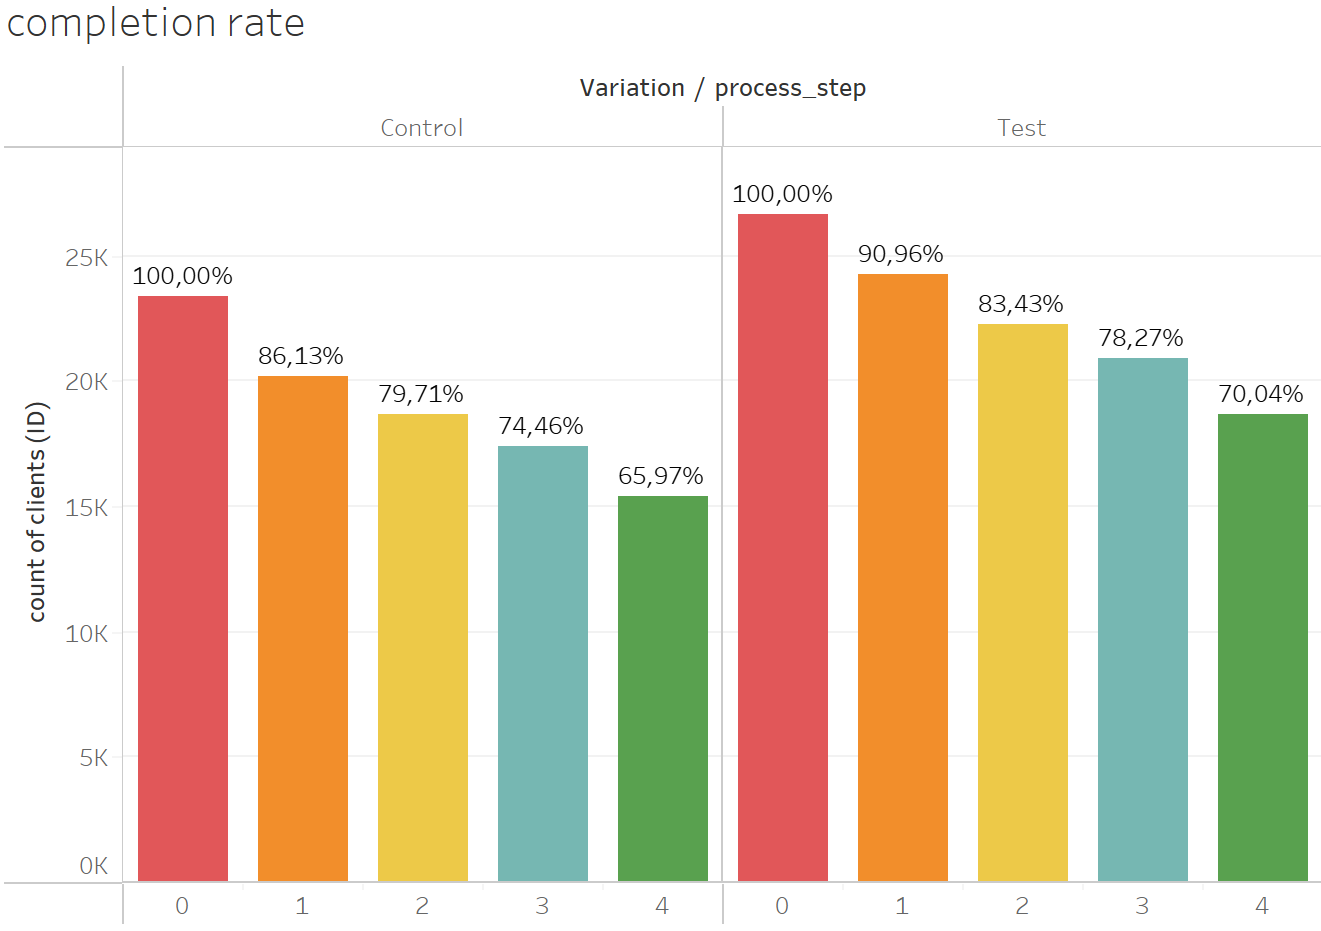 completion rate
Variation / process_step
Control
Test
count of clients (ID)
25K
20K
15K
10K
5K
0K
100,00%
86,13%
79,71%
74,46%
65,97%
100,00%
90,96%
83,43%
78,27%
70,04%
0 1 2 3 4 0 1 2 3 4